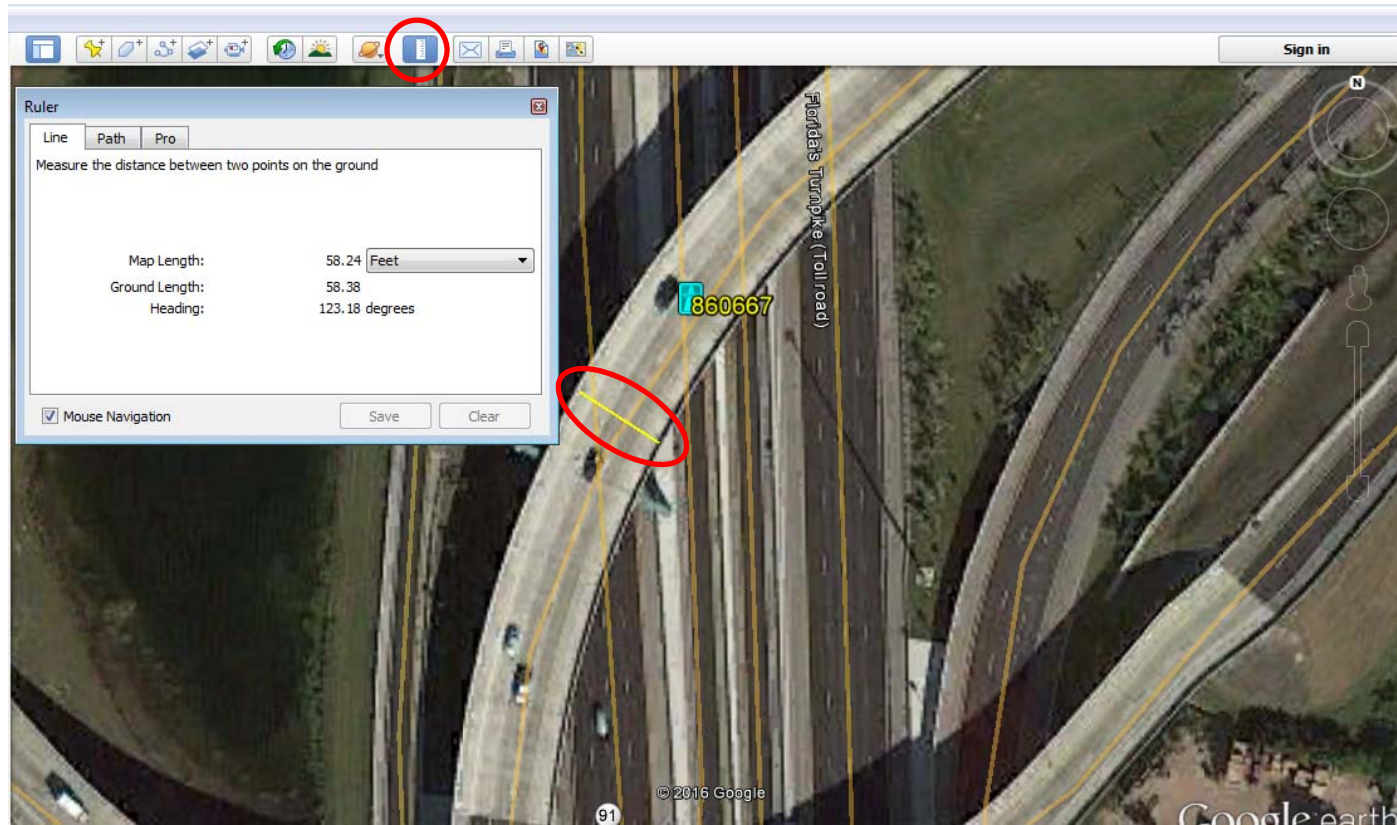 Sign in
N
Ruler
Line Path Pro
Measure the distance between two points on the ground
Map Length: 58.24 Feet
Ground Length: 58.38
Heading: 123.18 degrees
Mouse Navigation Save Clear
Florida's Turnpike (Toll road)
860667
© 2016 Google
91
Google earth